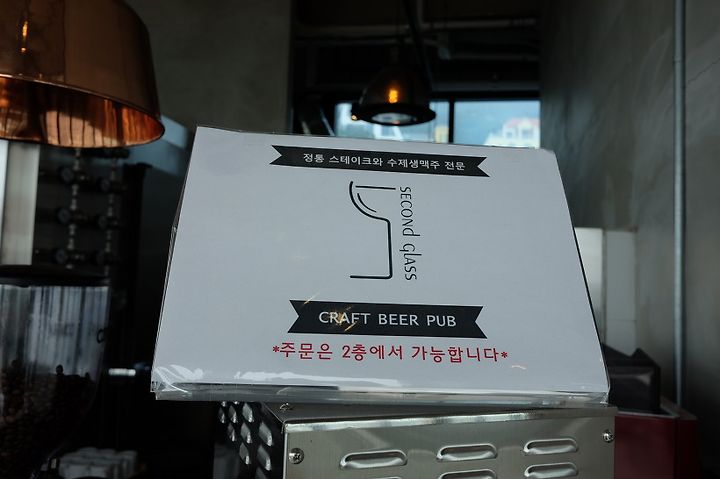 정통 스테이크와 수제생맥주 전문
SECOND GLASS
CRAFT BEER PUB
*주문은 2층에서 가능합니다*